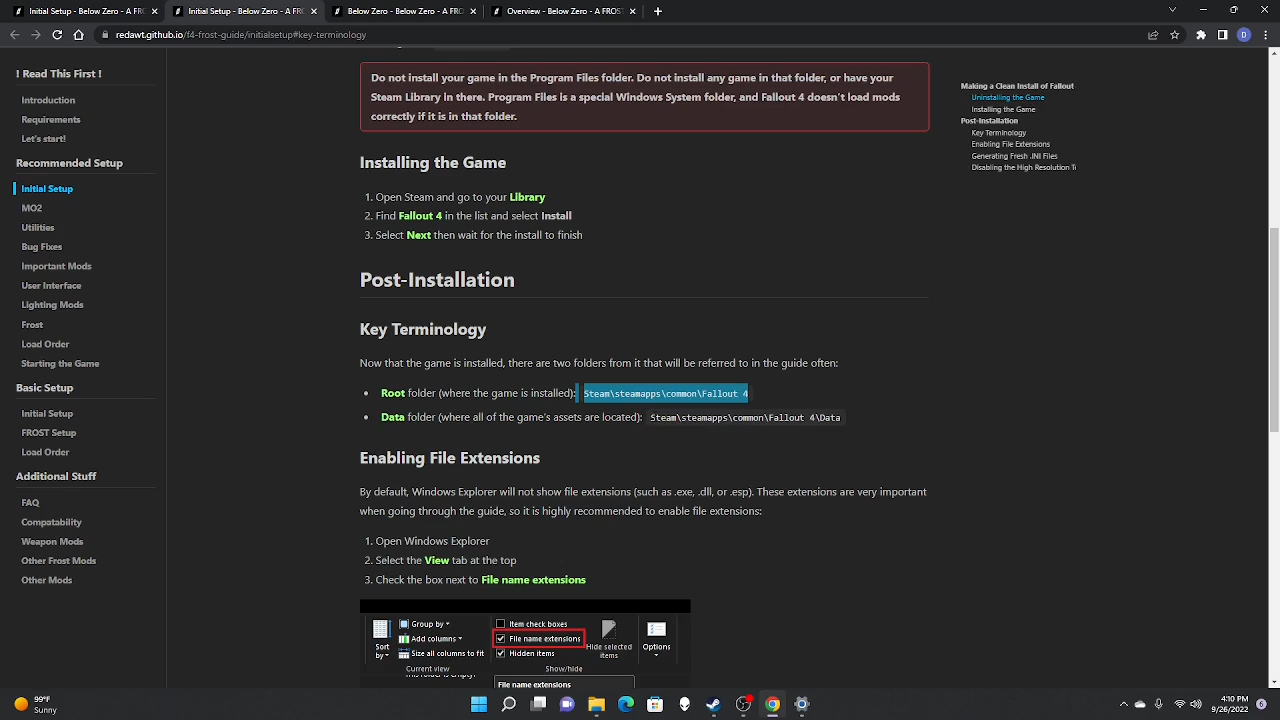 Initial Setup - Below Zero - A FRO
Initial Setup - Below Zero - A FRO
Below Zero - Below Zero - A FROST
Overview - Below Zero - A FROST
redawt.github.io/f4-frost-guide/initialsetup#key-terminology
D
! Read This First !
Introduction
Requirements
Let's start!
Recommended Setup
Initial Setup
MO2
Utilities
Bug Fixes
Important Mods
User Interface
Lighting Mods
Frost
Load Order
Starting the Game
Basic Setup
Initial Setup
FROST Setup
Load Order
Additional Stuff
FAQ
Compatability
Weapon Mods
Other Frost Mods
Other Mods
Do not install your game in the Program Files folder. Do not install any game in that folder, or have your
Steam Library in there. Program Files is a special Windows System folder, and Fallout 4 doesn't load mods
correctly if it is in that folder.
Installing the Game
1. Open Steam and go to your Library
2. Find Fallout 4 in the list and select Install
3. Select Next then wait for the install to finish
Post-Installation
Key Terminology
Now that the game is installed, there are two folders from it that will be referred to in the guide often:
• Root folder (where the game is installed): Steam\steamapps\common\Fallout 4
• Data folder (where all of the game's assets are located): Steam\steamapps\common\Fallout 4\Data
Enabling File Extensions
By default, Windows Explorer will not show file extensions (such as .exe, .dll, or .esp). These extensions are very important
when going through the guide, so it is highly recommended to enable file extensions:
1. Open Windows Explorer
2. Select the View tab at the top
3. Check the box next to File name extensions
Sort
by
Group by
Add columns
Size all columns to fit
Current view
Item check boxes
File name extensions
Hidden items
Hide selected
items
Show/hide
Options
File name extensions
Making a Clean Install of Fallout
Uninstalling the Game
Installing the Game
Post-Installation
Key Terminology
Enabling File Extensions
Generating Fresh .INI Files
Disabling the High Resolution Te
99°F
Sunny
4:30 PM
9/26/2022